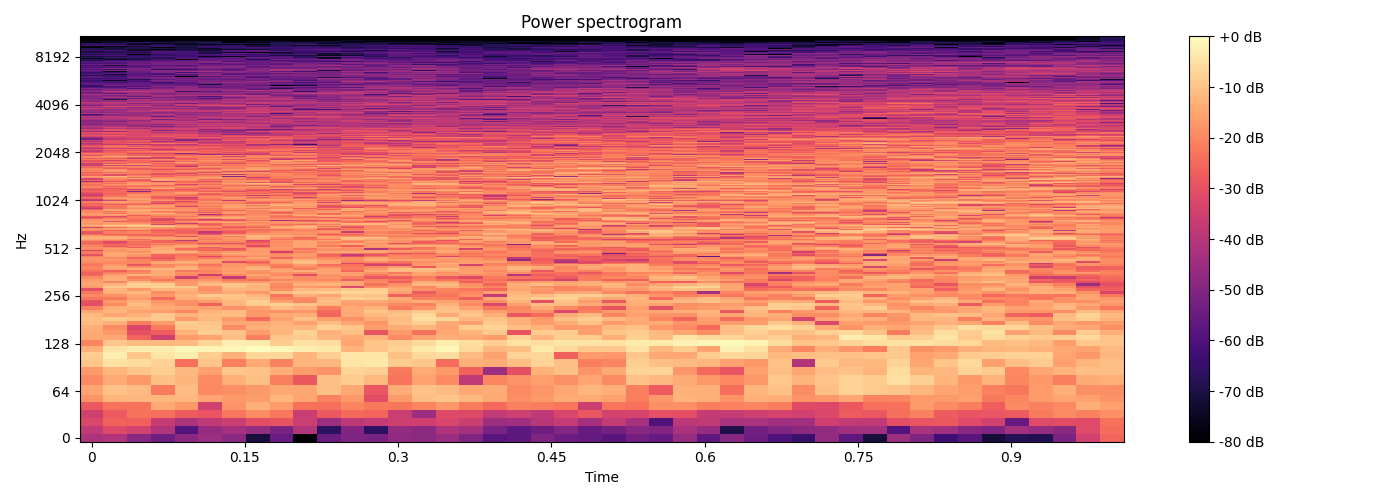 Power spectrogram
Hz
8192
4096
2048
1024
512
256
128
64
0
0 0.15 0.3 0.45 0.6 0.75 0.9
Time
+0 dB
-10 dB
-20 dB
-30 dB
-40 dB
-50 dB
-60 dB
-70 dB
-80 dB